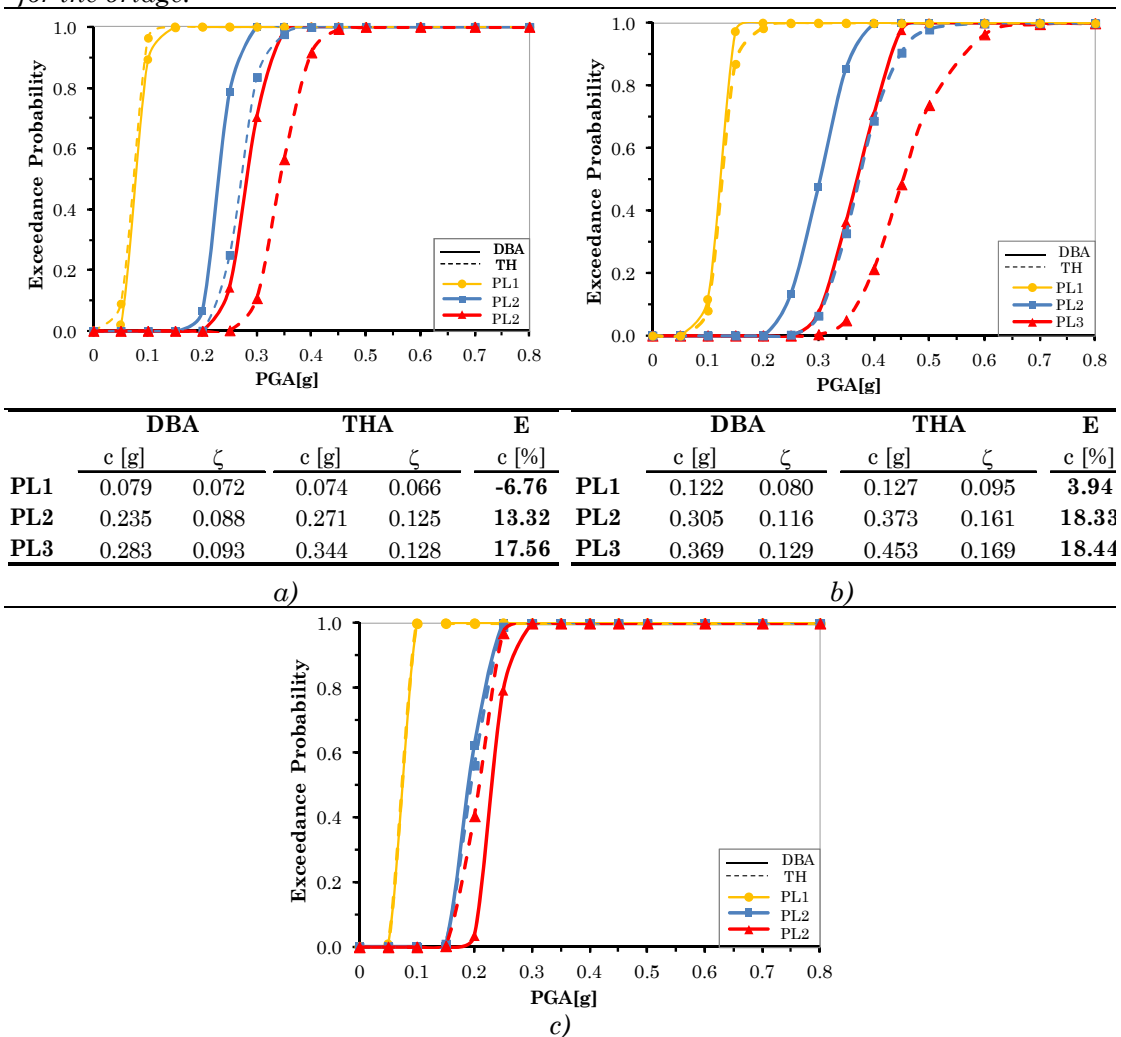 for the bridge.
1.0
0.8
0.6
0.4
0.2
0.0
Exceedance Probability
0 0.1 0.2 0.3 0.4 0.5 0.6 0.7 0.8
PGA[g]
DBA
TH
PL1
PL2
PL2
1.0
0.8
0.6
0.4
0.2
0.0
Exceedance Proabability
0 0.1 0.2 0.3 0.4 0.5 0.6 0.7 0.8
PGA[g]
DBA
TH
PL1
PL2
PL3
DBA THA E
c [g] ζ c [g] ζ c [%]
PL1 0.079 0.072 0.074 0.066 -6.76
PL2 0.235 0.088 0.271 0.125 13.32
PL3 0.283 0.093 0.344 0.128 17.56
a)
DBA THA E
c [g] ζ c [g] ζ c [%]
PL1 0.122 0.080 0.127 0.095 3.94
PL2 0.305 0.116 0.373 0.161 18.33
PL3 0.369 0.129 0.453 0.169 18.44
b)
1.0
0.8
0.6
0.4
0.2
0.0
Exceedance Probability
0 0.1 0.2 0.3 0.4 0.5 0.6 0.7 0.8
PGA[g]
DBA
TH
PL1
PL2
PL2
c)